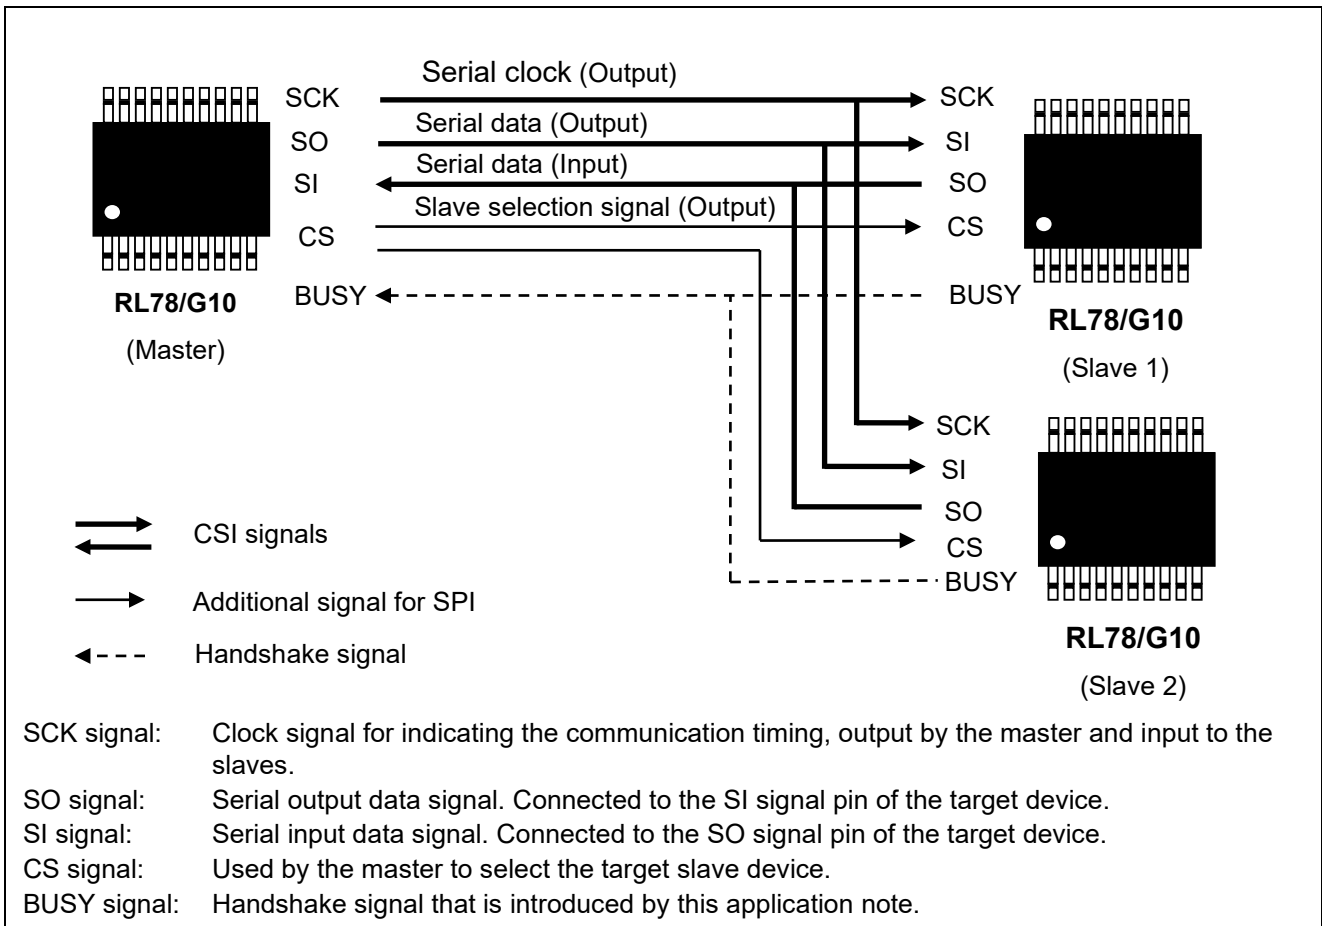 Serial clock (Output)
SCK
SCK
Serial data (Output)
SO
SI
Serial data (Input)
SI
SO
Slave selection signal (Output)
CS
CS
BUSY
BUSY
RL78/G10
(Master)
RL78/G10
(Slave 1)
SCK
SI
SO
CS
BUSY
RL78/G10
(Slave 2)
CSI signals
Additional signal for SPI
Handshake signal
SCK signal: Clock signal for indicating the communication timing, output by the master and input to the
slaves.
SO signal: Serial output data signal. Connected to the SI signal pin of the target device.
SI signal: Serial input data signal. Connected to the SO signal pin of the target device.
CS signal: Used by the master to select the target slave device.
BUSY signal: Handshake signal that is introduced by this application note.